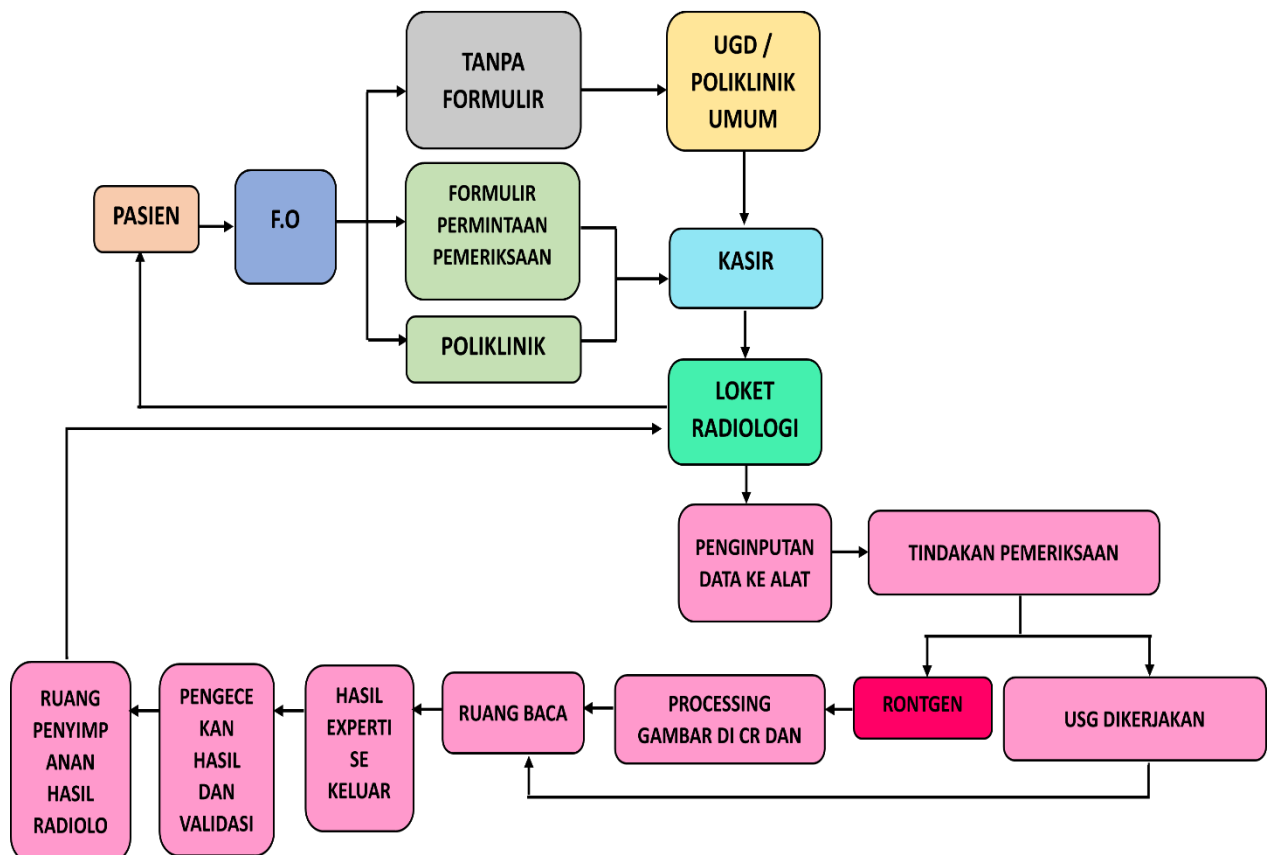 TANPA
FORMULIR
UGD /
POLIKLINIK
UMUM
PASIEN
F.O
FORMULIR
PERMINTAAN
PEMERIKSAAN
KASIR
POLIKLINIK
LOKET
RADIOLOGI
PENGINPUTAN
DATA KE ALAT
TINDAKAN PEMERIKSAAN
RUANG
PENYIMP
ANAN
HASIL
RADIOLO
PENGECE
KAN
HASIL
DAN
VALIDASI
HASIL
EXPERTI
SE
KELUAR
RUANG BACA
PROCESSING
GAMBAR DI CR DAN
RONTGEN
USG DIKERJAKAN